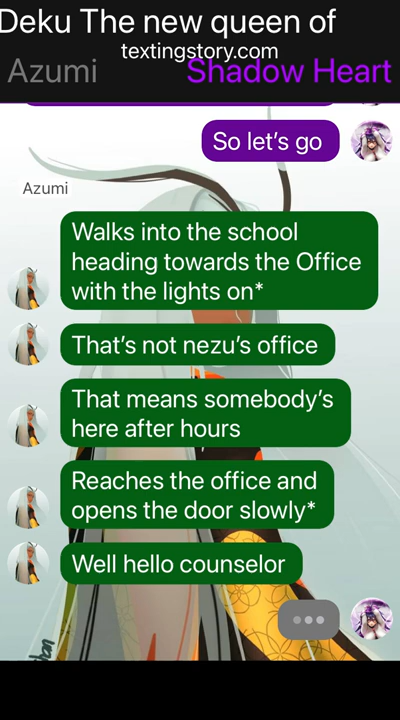 Deku The new queen of
textingstory.com
Azumi Shadow Heart
So let's go
Azumi
Walks into the school
heading towards the Office
with the lights on*
That's not nezu's office
That means somebody's
here after hours
Reaches the office and
opens the door slowly*
Well hello counselor